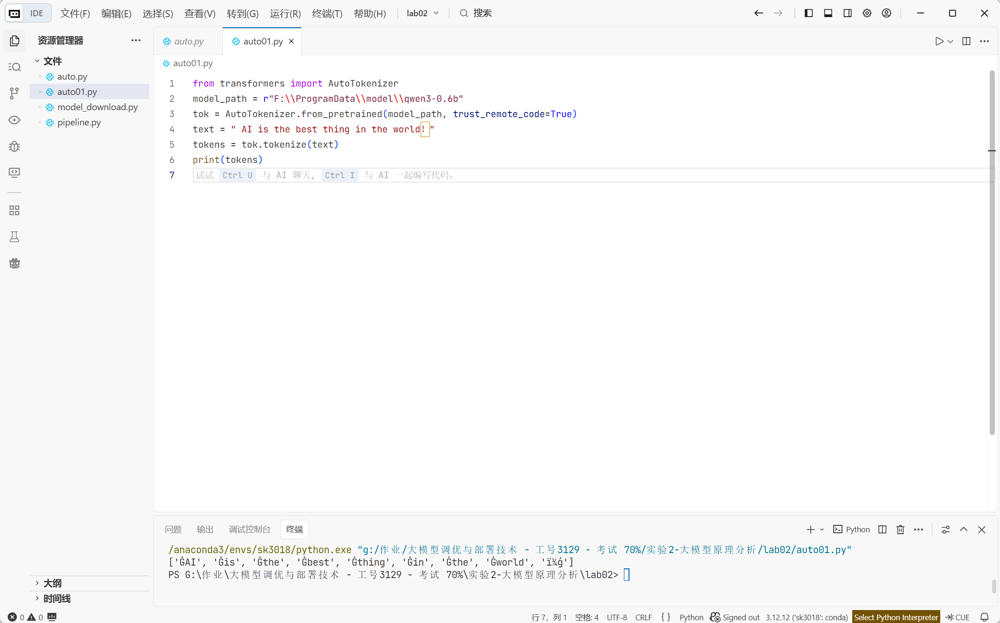 IDE 文件(F) 编辑(E) 选择(S) 查看(V) 转到(G) 运行(R) 终端(T) 帮助(H) lab02 搜索
资源管理器
文件
auto.py
auto01.py
model_download.py
pipeline.py
大纲
时间线
auto.py auto01.py
auto01.py
1 from transformers import AutoTokenizer
2 model_path = r"F:\\ProgramData\\model\\qwen3-0.6b"
3 tok = AutoTokenizer.from_pretrained(model_path, trust_remote_code=True)
4 text = " AI is the best thing in the world！"
5 tokens = tok.tokenize(text)
6 print(tokens)
7 试试 Ctrl U 与 AI 聊天, Ctrl I 与 AI 一起编写代码。
问题 输出 调试控制台 终端 Python
/anaconda3/envs/sk3018/python.exe "g:/作业/大模型调优与部署技术 - 工号3129 - 考试 70%/实验2-大模型原理分析/lab02/auto01.py"
['ĠAI', 'Ġis', 'Ġthe', 'Ġbest', 'Ġthing', 'Ġin', 'Ġthe', 'Ġworld', 'ï¼ģ']
PS G:\作业\大模型调优与部署技术 - 工号3129 - 考试 70%\实验2-大模型原理分析\lab02>
0 0 行 7，列 1 空格: 4 UTF-8 CRLF { } Python Signed out 3.12.12 ('sk3018': conda) Select Python Interpreter CUE